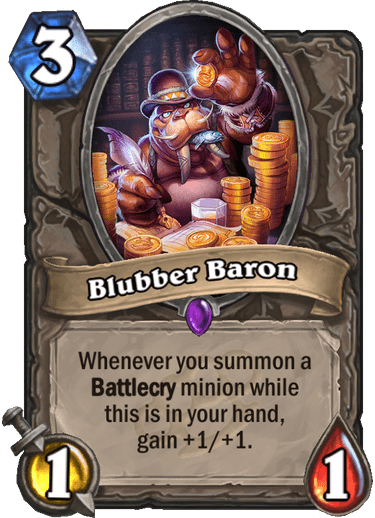 3
Blubber Baron
Whenever you summon a
Battlecry minion while
this is in your hand,
gain +1/+1.
1
1